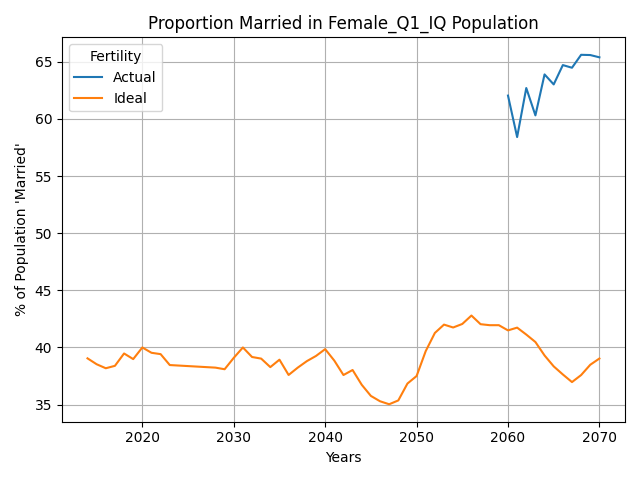 Proportion Married in Female_Q1_IQ Population
Fertility
Actual
Ideal
% of Population 'Married'
65
60
55
50
45
40
35
2020
2030
2040
2050
2060
2070
Years